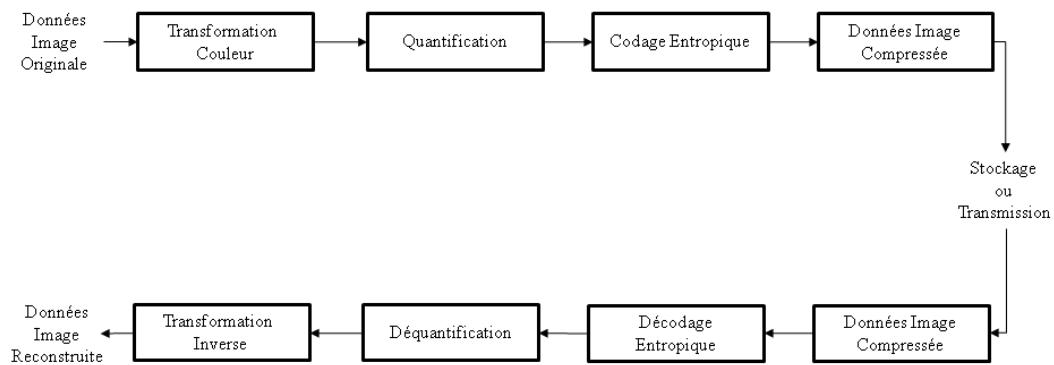 Données
Image
Originale
Transformation
Couleur
Quantification
Codage Entropique
Données Image
Compressée
Stockage
ou
Transmission
Données
Image
Reconstruite
Transformation
Inverse
Déquantification
Décodage
Entropique
Données Image
Compressée